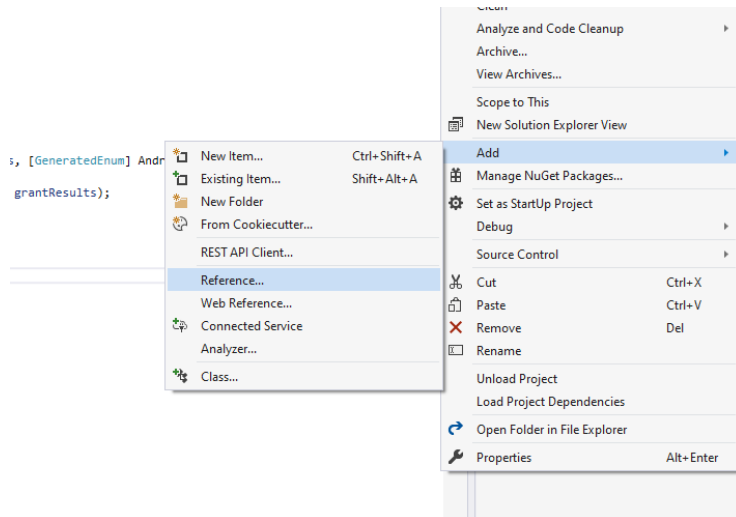 s, [GeneratedEnum] Andr
grantResults);
New Item... Ctrl+Shift+A
Existing Item... Shift+Alt+A
New Folder
From Cookiecutter...
REST API Client...
Reference...
Web Reference...
Connected Service
Analyzer...
Class...
Clean
Analyze and Code Cleanup
Archive...
View Archives...
Scope to This
New Solution Explorer View
Add
Manage NuGet Packages...
Set as StartUp Project
Debug
Source Control
Cut Ctrl+X
Paste Ctrl+V
Remove Del
Rename
Unload Project
Load Project Dependencies
Open Folder in File Explorer
Properties Alt+Enter